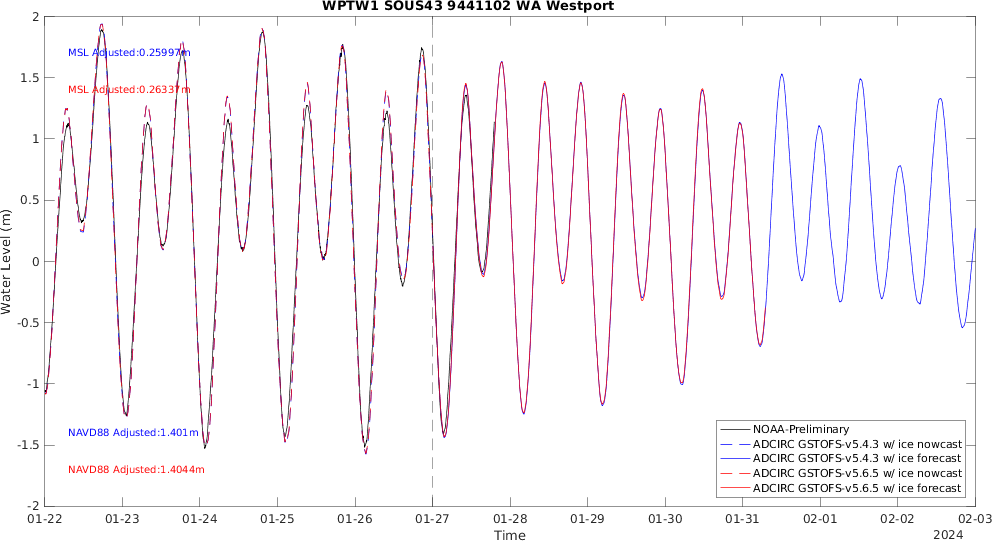 WPTW1 SOUS43 9441102 WA Westport
2
1.5
1
0.5
0
-0.5
-1
-1.5
-2
Water Level (m)
MSL Adjusted:0.25997m
MSL Adjusted:0.26337m
NAVD88 Adjusted:1.401m
NAVD88 Adjusted:1.4044m
NOAA-Preliminary
ADCIRC GSTOFS-v5.4.3 w/ ice nowcast
ADCIRC GSTOFS-v5.4.3 w/ ice forecast
ADCIRC GSTOFS-v5.6.5 w/ ice nowcast
ADCIRC GSTOFS-v5.6.5 w/ ice forecast
01-22 01-23 01-24 01-25 01-26 01-27 01-28 01-29 01-30 01-31 02-01 02-02 02-03
Time
2024